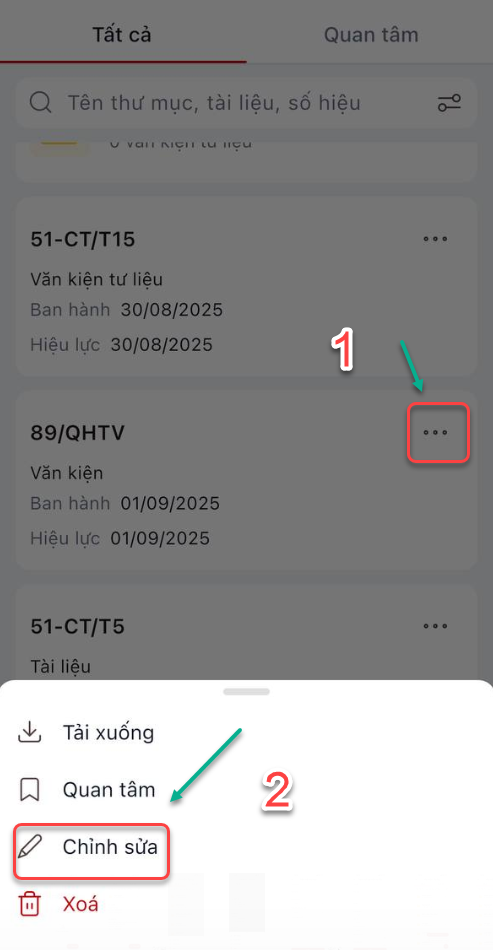 Tất cả
Quan tâm
Tên thư mục, tài liệu, số hiệu
0 văn kiện tư liệu
51-CT/T15
Văn kiện tư liệu
Ban hành 30/08/2025
Hiệu lực 30/08/2025
1
89/QHTV
Văn kiện
Ban hành 01/09/2025
Hiệu lực 01/09/2025
51-CT/T5
Tài liệu
Tải xuống
Quan tâm
2
Chỉnh sửa
Xoá